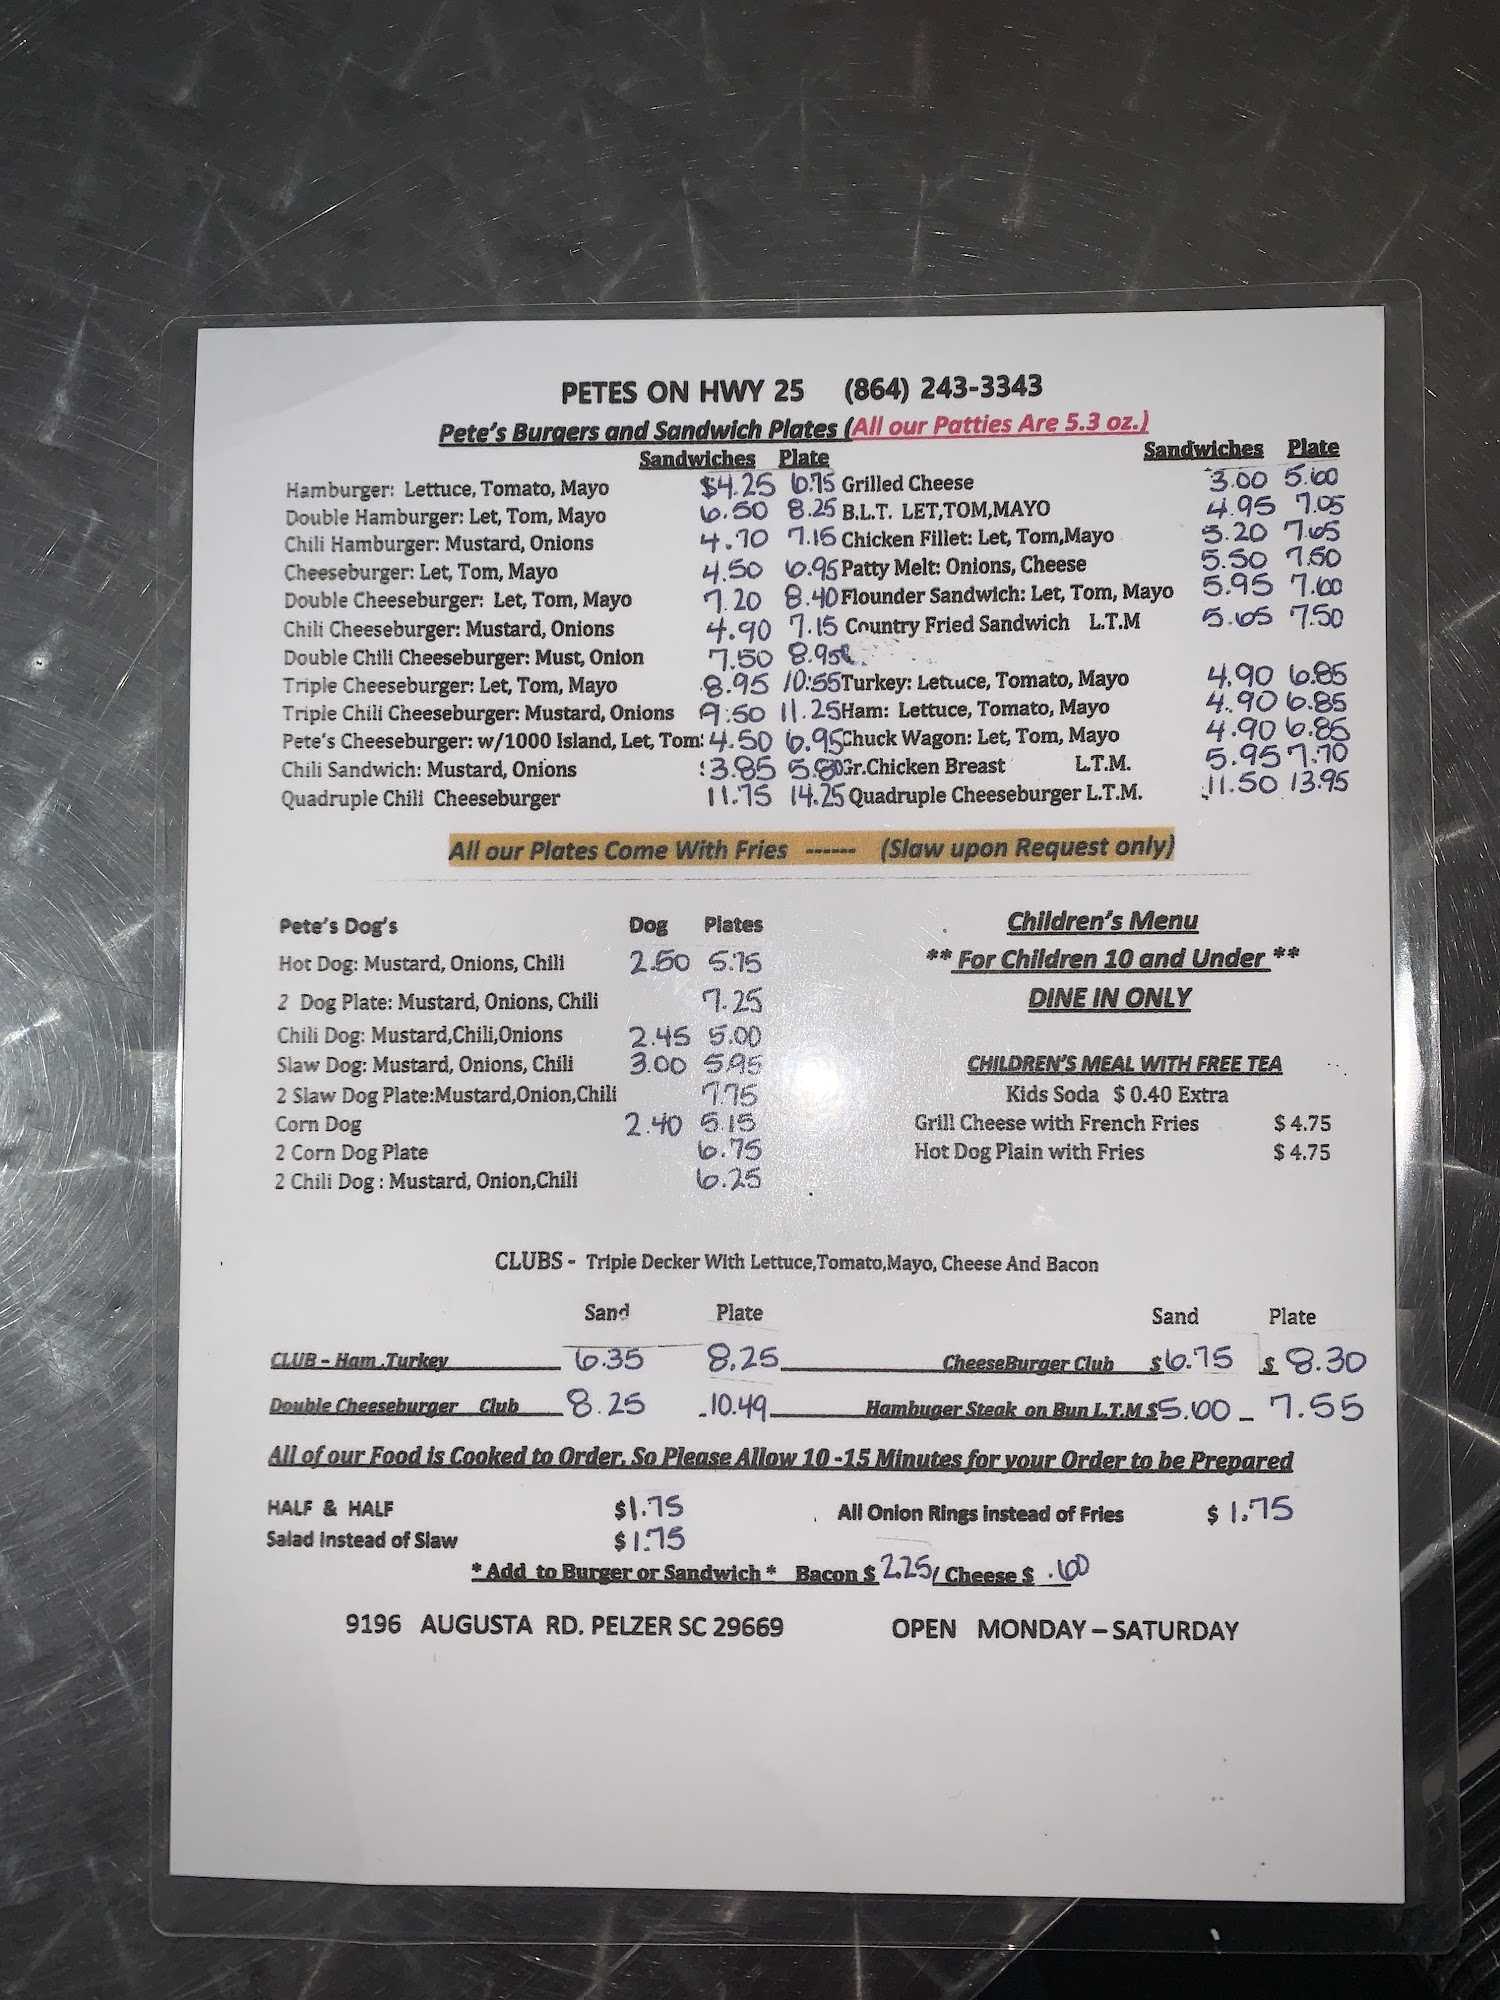 PETES ON HWY 25 (864) 243-3343
Pete's Burgers and Sandwich Plates (All our Patties Are 5.3 oz.)
Sandwiches Plate Sandwiches Plate
Hamburger: Lettuce, Tomato, Mayo $4.25 6.75 Grilled Cheese 3.00 5.60
Double Hamburger: Let, Tom, Mayo 6.50 8.25 B.L.T. LET,TOM,MAYO 4.95 7.05
Chili Hamburger: Mustard, Onions 4.70 7.15 Chicken Fillet: Let, Tom,Mayo 5.20 7.65
Cheeseburger: Let, Tom, Mayo 4.50 6.95 Patty Melt: Onions, Cheese 5.50 7.50
Double Cheeseburger: Let, Tom, Mayo 7.20 8.40 Flounder Sandwich: Let, Tom, Mayo 5.95 7.60
Chili Cheeseburger: Mustard, Onions 4.90 7.15 Country Fried Sandwich L.T.M 5.65 7.50
Double Chili Cheeseburger: Must, Onion 7.50 8.95
Triple Cheeseburger: Let, Tom, Mayo 8.95 10.55 Turkey: Lettuce, Tomato, Mayo 4.90 6.85
Triple Chili Cheeseburger: Mustard, Onions 9.50 11.25 Ham: Lettuce, Tomato, Mayo 4.90 6.85
Pete's Cheeseburger: w/1000 Island, Let, Tom: 4.50 6.95 Chuck Wagon: Let, Tom, Mayo 4.90 6.85
Chili Sandwich: Mustard, Onions 3.85 5.80 Gr.Chicken Breast L.T.M. 5.95 7.70
Quadruple Chili Cheeseburger 11.75 14.25 Quadruple Cheeseburger L.T.M. 11.50 13.95
All our Plates Come With Fries ------ (Slaw upon Request only)
Pete's Dog's Dog Plates
Hot Dog: Mustard, Onions, Chili 2.50 5.75
2 Dog Plate: Mustard, Onions, Chili 7.25
Chili Dog: Mustard,Chili,Onions 2.45 5.00
Slaw Dog: Mustard, Onions, Chili 3.00 5.95
2 Slaw Dog Plate:Mustard,Onion,Chili 7.75
Corn Dog 2.40 5.15
2 Corn Dog Plate 6.75
2 Chili Dog : Mustard, Onion,Chili 6.25
Children's Menu
** For Children 10 and Under **
DINE IN ONLY
CHILDREN'S MEAL WITH FREE TEA
Kids Soda $ 0.40 Extra
Grill Cheese with French Fries $ 4.75
Hot Dog Plain with Fries $ 4.75
CLUBS - Triple Decker With Lettuce,Tomato,Mayo, Cheese And Bacon
Sand Plate Sand Plate
CLUB - Ham .Turkey 6.35 8.25 CheeseBurger Club $6.75 $ 8.30
Double Cheeseburger Club 8.25 10.49 Hambuger Steak on Bun L.T.M $5.60 7.55
All of our Food is Cooked to Order. So Please Allow 10 -15 Minutes for your Order to be Prepared
HALF & HALF $1.75 All Onion Rings instead of Fries $ 1.75
Salad Instead of Slaw $1.75
* Add to Burger or Sandwich * Bacon $ 2.25 / Cheese $ .60
9196 AUGUSTA RD. PELZER SC 29669 OPEN MONDAY – SATURDAY